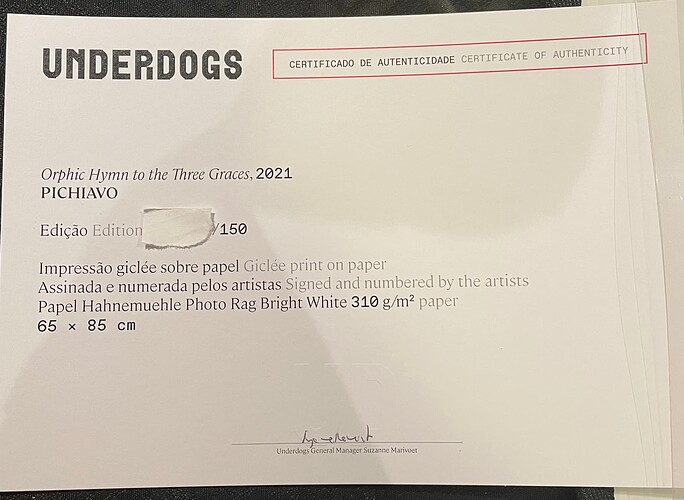 UNDERDOGS
CERTIFICADO DE AUTENTICIDADE CERTIFICATE OF AUTHENTICITY
Orphic Hymn to the Three Graces, 2021
PICHIAVO
Edição Edition /150
Impressão giclée sobre papel Giclée print on paper
Assinada e numerada pelos artistas Signed and numbered by the artists
Papel Hahnemuehle Photo Rag Bright White 310 g/m² paper
65 × 85 cm
Underdogs General Manager Suzanne Marivoet